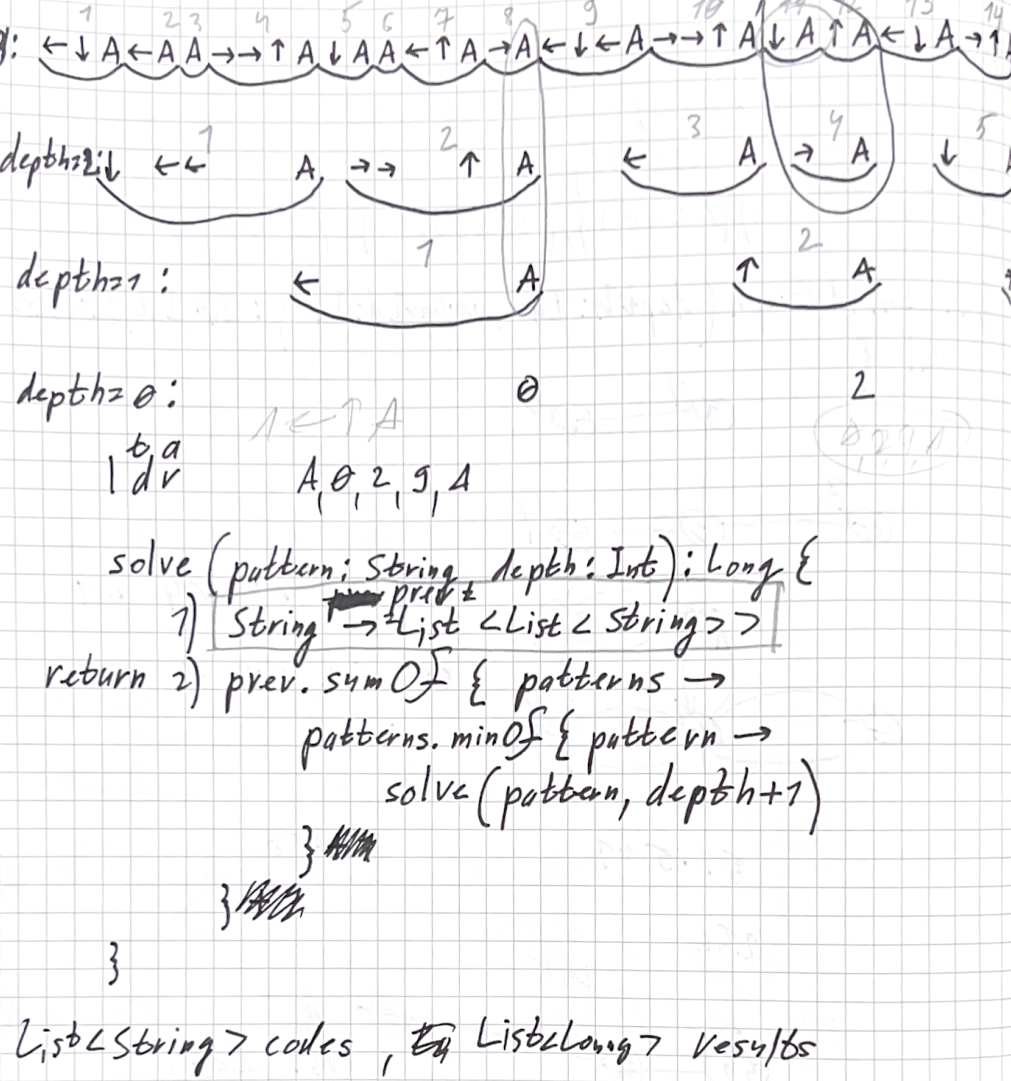 1 2 3 4 5 6 7 8 9 10 11 12 13 14
: ← ↓ A ← A A → → ↑ A ↓ A A ← ↑ A → A ← ↓ ← A → → ↑ A ↓ A ↑ A ← ↓ A → ↑ A
1 2 3 4 5
depth=2: ↓ ← ← A → → ↑ A ← A → A ↓
1 2
depth=1: ← A ↑ A
depth=0: 0 2
1 ← ↑ A
t, a
l d r A, 0, 2, 9, A
solve (pattern: String, depth: Int): Long {
prev
1) String → List <List < String>>
return 2) prev. sumOf { patterns →
patterns. minOf { pattern →
solve (pattern, depth+1)
}
}
}
List<String> codes, List<Long> results